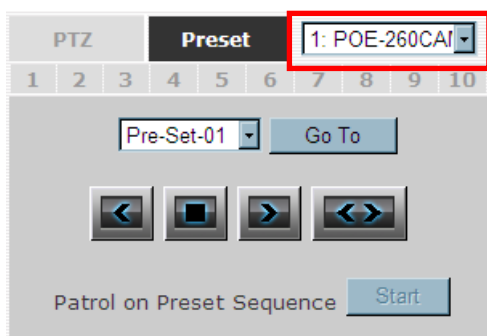 PTZ Preset 1: POE-260CAM
1 2 3 4 5 6 7 8 9 10
Pre-Set-01 Go To
Patrol on Preset Sequence Start